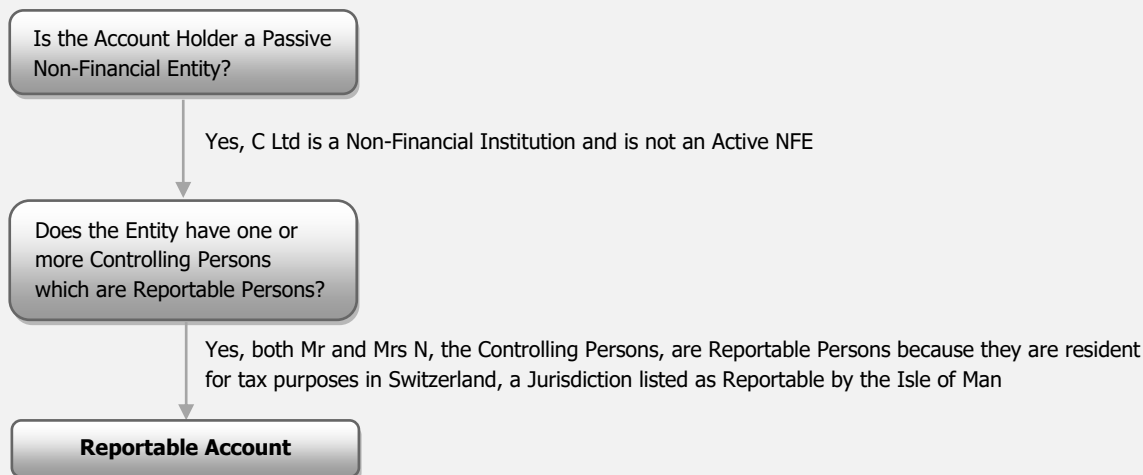 Is the Account Holder a Passive
Non-Financial Entity?
Yes, C Ltd is a Non-Financial Institution and is not an Active NFE
Does the Entity have one or
more Controlling Persons
which are Reportable Persons?
Yes, both Mr and Mrs N, the Controlling Persons, are Reportable Persons because they are resident
for tax purposes in Switzerland, a Jurisdiction listed as Reportable by the Isle of Man
Reportable Account